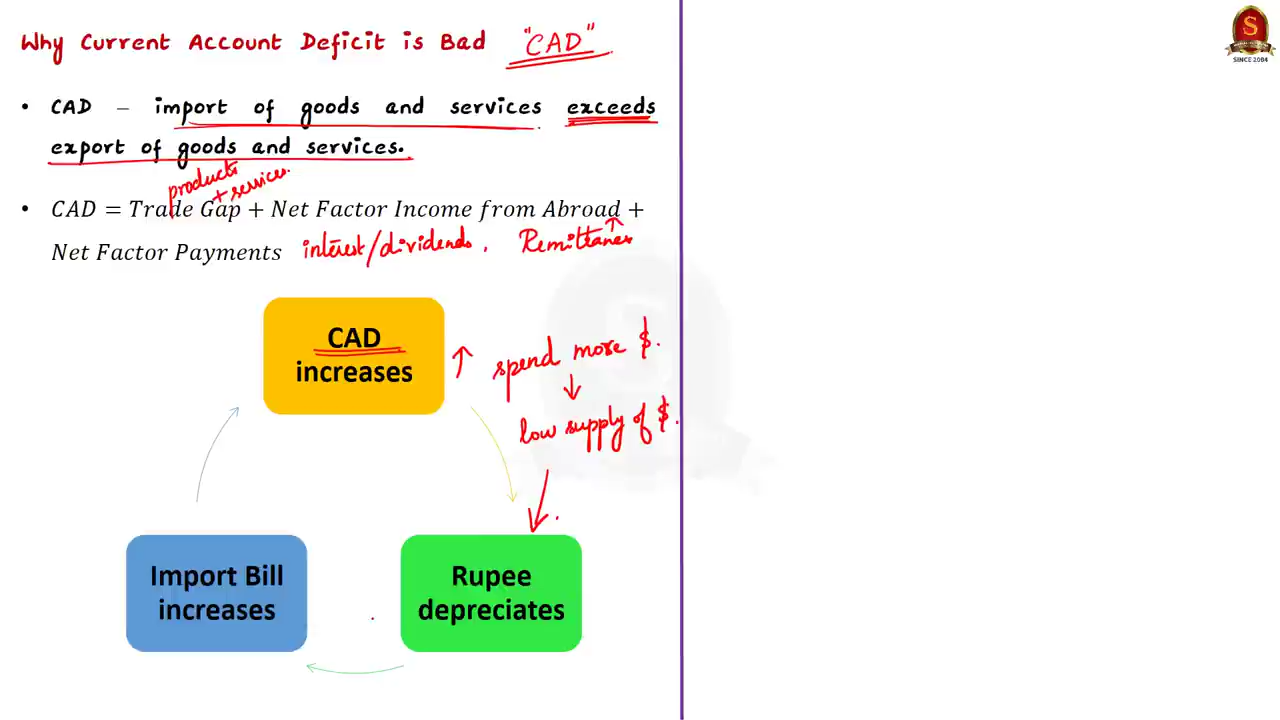 Why Current Account Deficit is Bad "CAD"
• CAD – import of goods and services exceeds
export of goods and services.
products
+ services.
• CAD = Trade Gap + Net Factor Income from Abroad +
Net Factor Payments interest/dividends, Remittances
CAD
increases
spend more $.
low supply of $.
Import Bill
increases
Rupee
depreciates
S
SINCE 2004